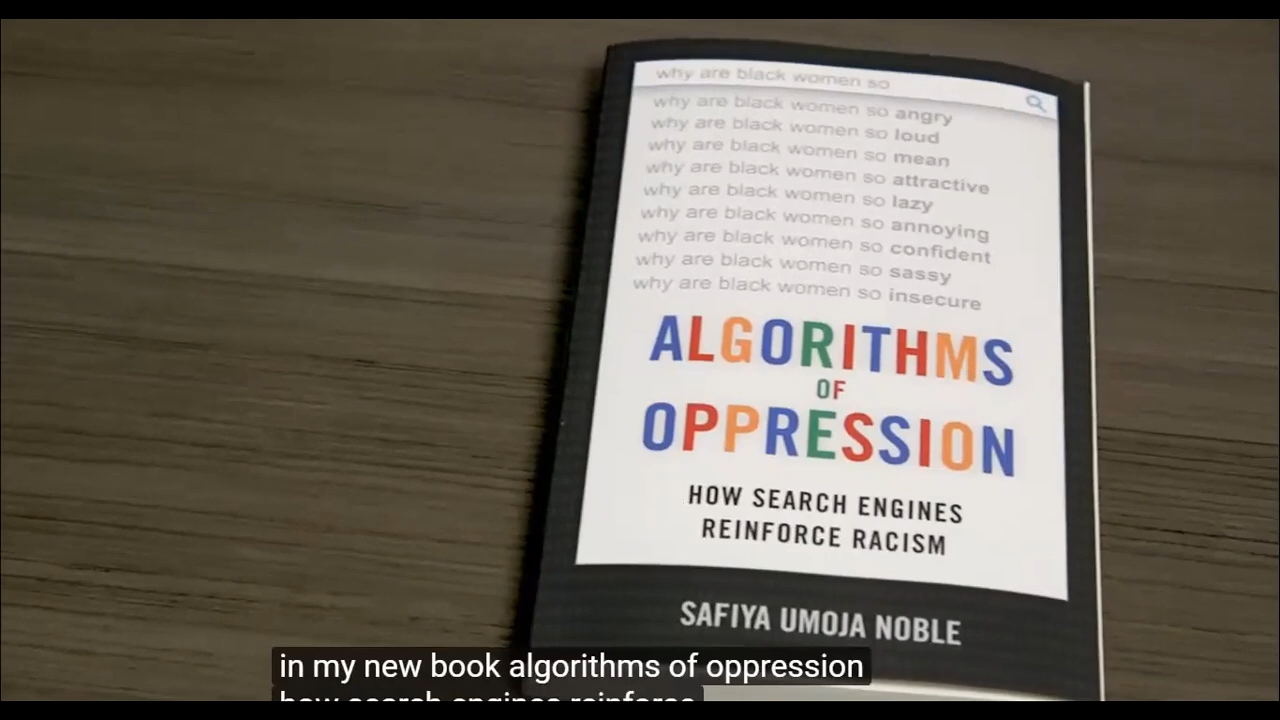 why are black women so
why are black women so angry
why are black women so loud
why are black women so mean
why are black women so attractive
why are black women so lazy
why are black women so annoying
why are black women so confident
why are black women so sassy
why are black women so insecure
ALGORITHMS
OF
OPPRESSION
HOW SEARCH ENGINES
REINFORCE RACISM
SAFIYA UMOJA NOBLE
in my new book algorithms of oppression
how search engines reinforce